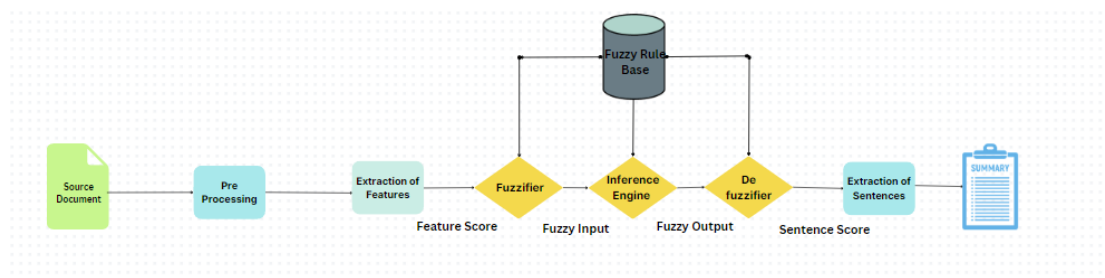 Fuzzy Rule
Base
Source
Document
Pre
Processing
Extraction of
Features
Fuzzifier
Inference
Engine
De
fuzzifier
Extraction of
Sentences
SUMMARY
Feature Score
Fuzzy Input
Fuzzy Output
Sentence Score